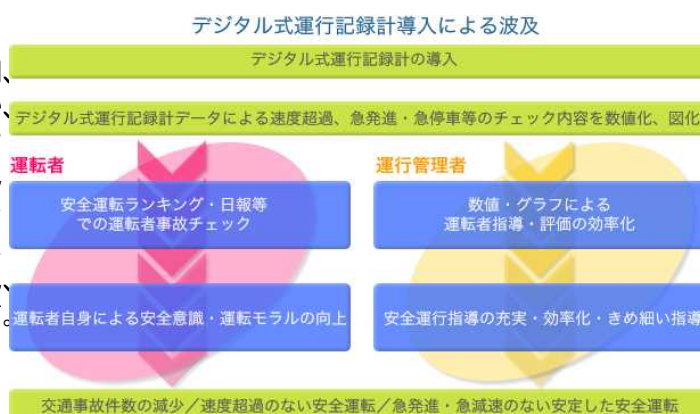 デジタル式運行記録計導入による波及
デジタル式運行記録計の導入
デジタル式運行記録計データによる速度超過、急発進・急停車等のチェック内容を数値化、図化
運転者
運行管理者
安全運転ランキング・日報等
での運転者事故チェック
数値・グラフによる
運転者指導・評価の効率化
運転者自身による安全意識・運転モラルの向上
安全運行指導の充実・効率化・きめ細い指導
交通事故件数の減少／速度超過のない安全運転／急発進・急減速のない安定した安全運転